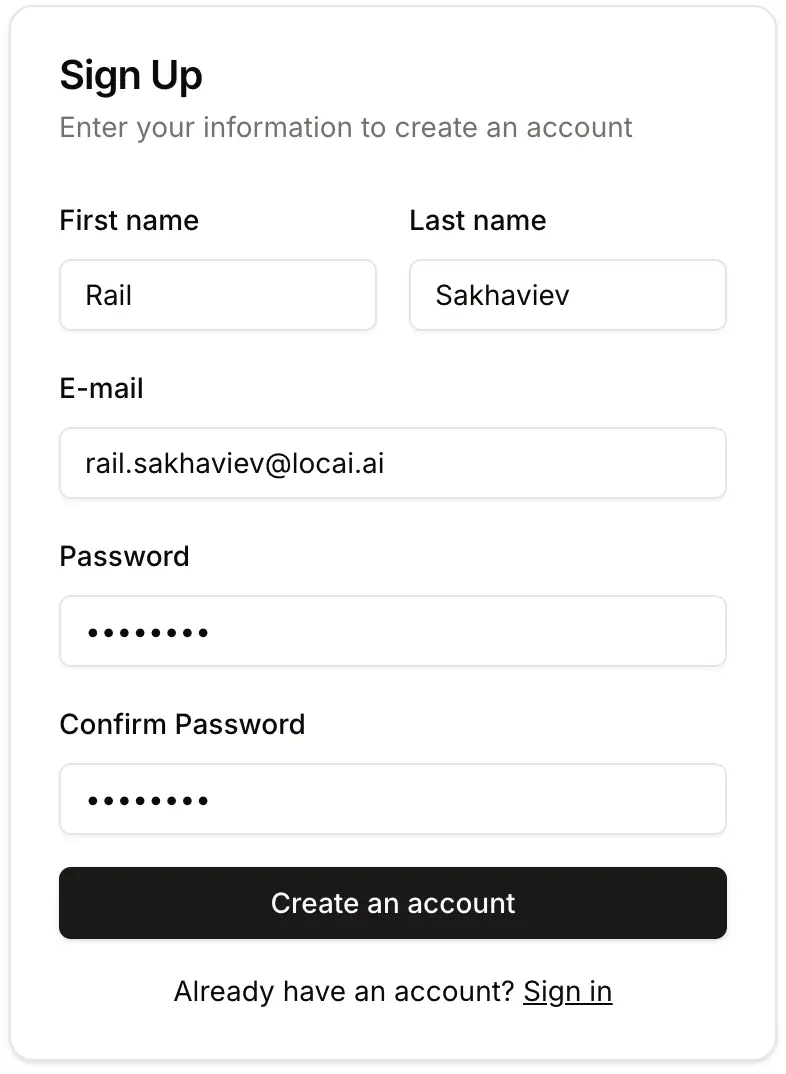 Sign Up
Enter your information to create an account
First name Last name
Rail Sakhaviev
E-mail
rail.sakhaviev@locai.ai
Password
••••••••
Confirm Password
••••••••
Create an account
Already have an account? Sign in